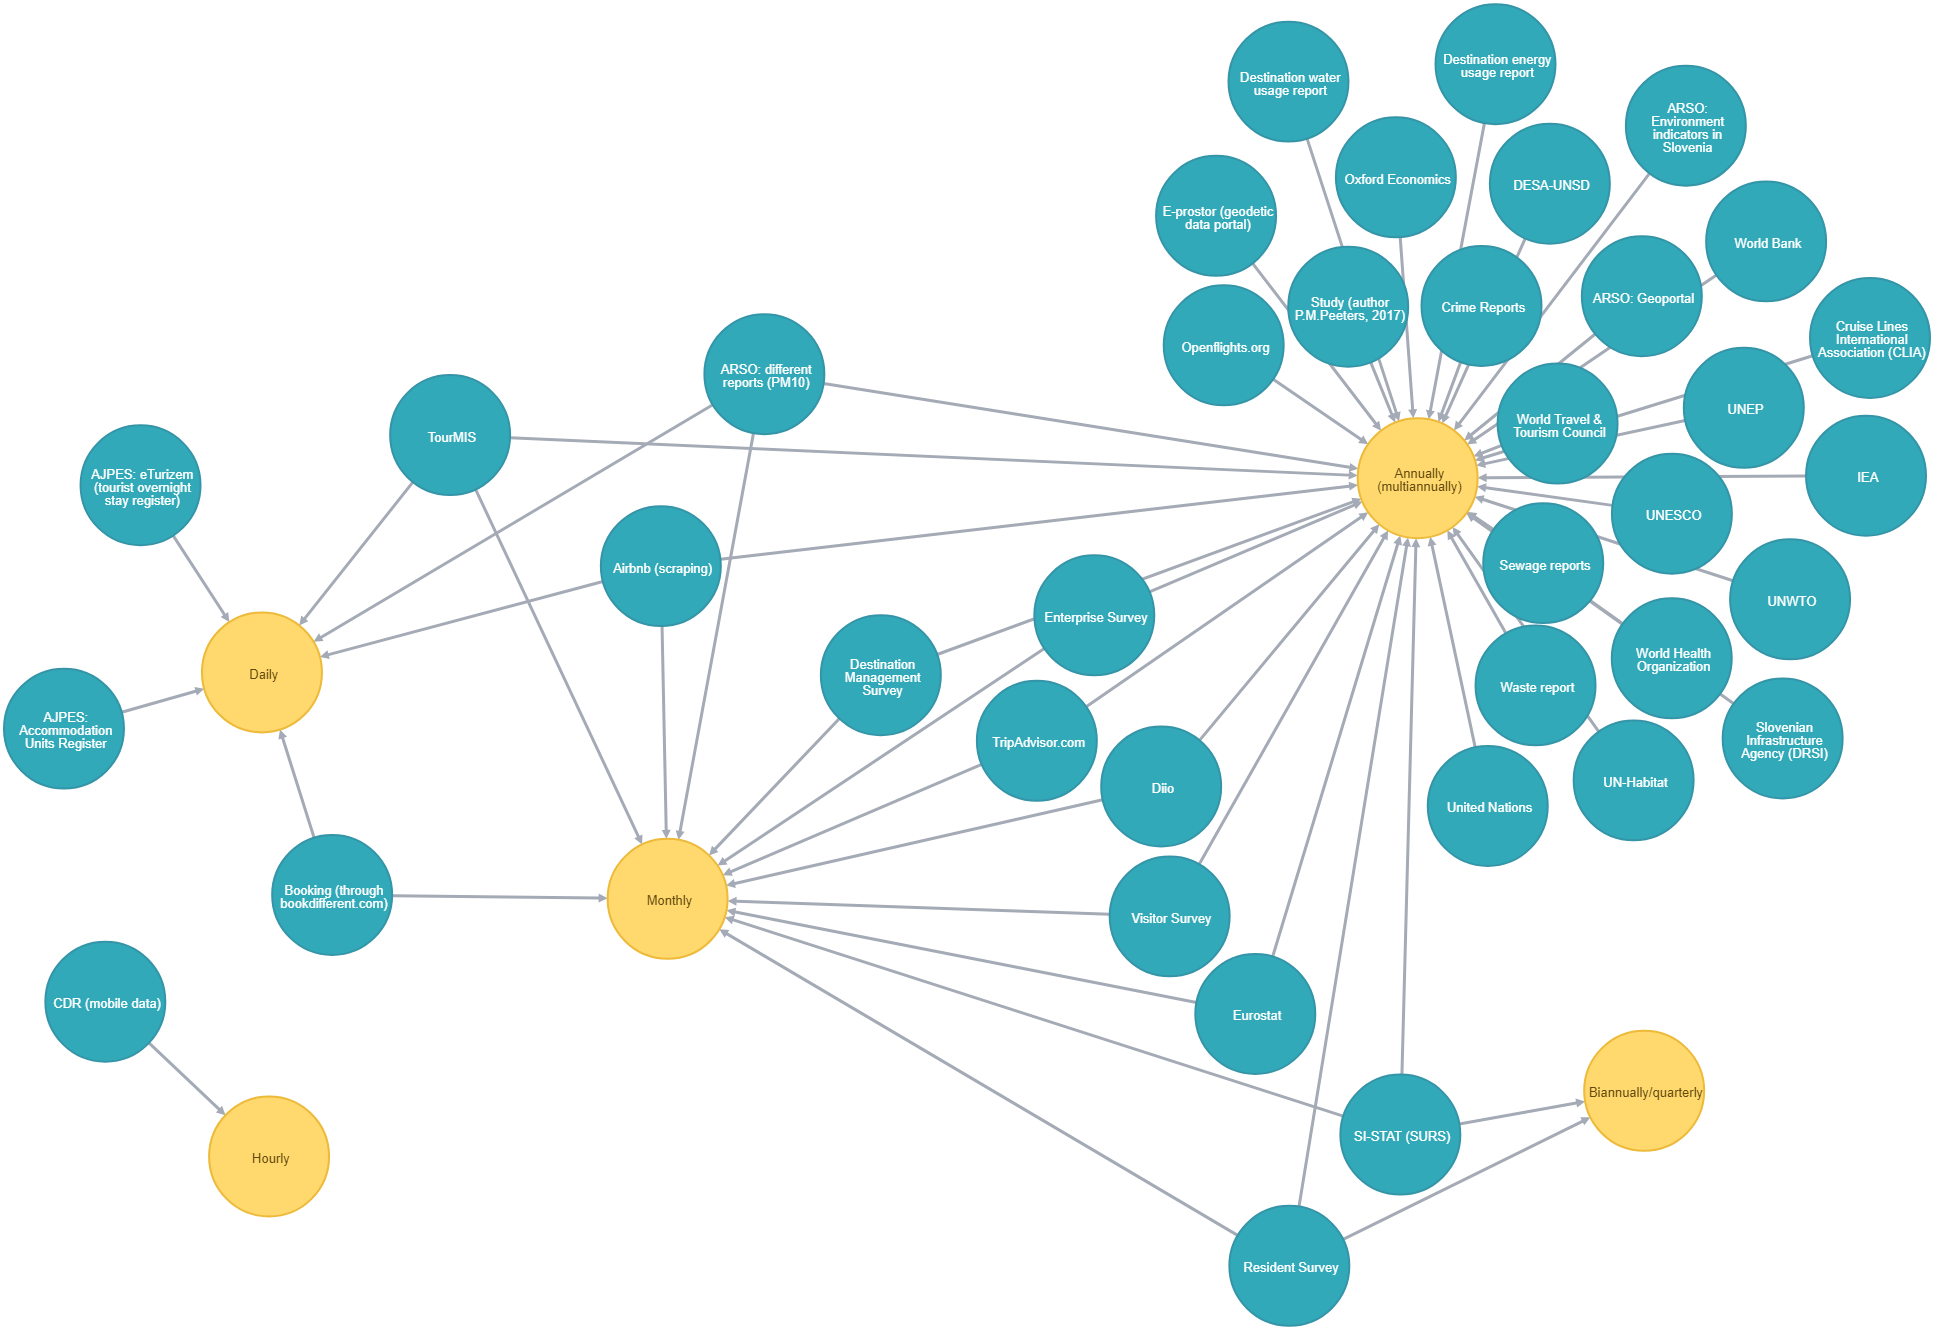 Destination water
usage report
Destination energy
usage report
ARSO:
Environment
indicators in
Slovenia
Oxford Economics
DESA-UNSD
E-prostor (geodetic
data portal)
World Bank
Study (author
P.M.Peeters, 2017)
Crime Reports
ARSO: Geoportal
Openflights.org
Cruise Lines
International
Association (CLIA)
ARSO: different
reports (PM10)
UNEP
World Travel &
Tourism Council
TourMIS
AJPES: eTurizem
(tourist overnight
stay register)
Annually
(multiannually)
IEA
UNESCO
Airbnb (scraping)
Sewage reports
UNWTO
Enterprise Survey
Destination
Management
Survey
World Health
Organization
Daily
Waste report
AJPES:
Accommodation
Units Register
TripAdvisor.com
Slovenian
Infrastructure
Agency (DRSI)
Diio
UN-Habitat
United Nations
Booking (through
bookdifferent.com)
Monthly
Visitor Survey
CDR (mobile data)
Eurostat
Biannually/quarterly
SI-STAT (SURS)
Hourly
Resident Survey